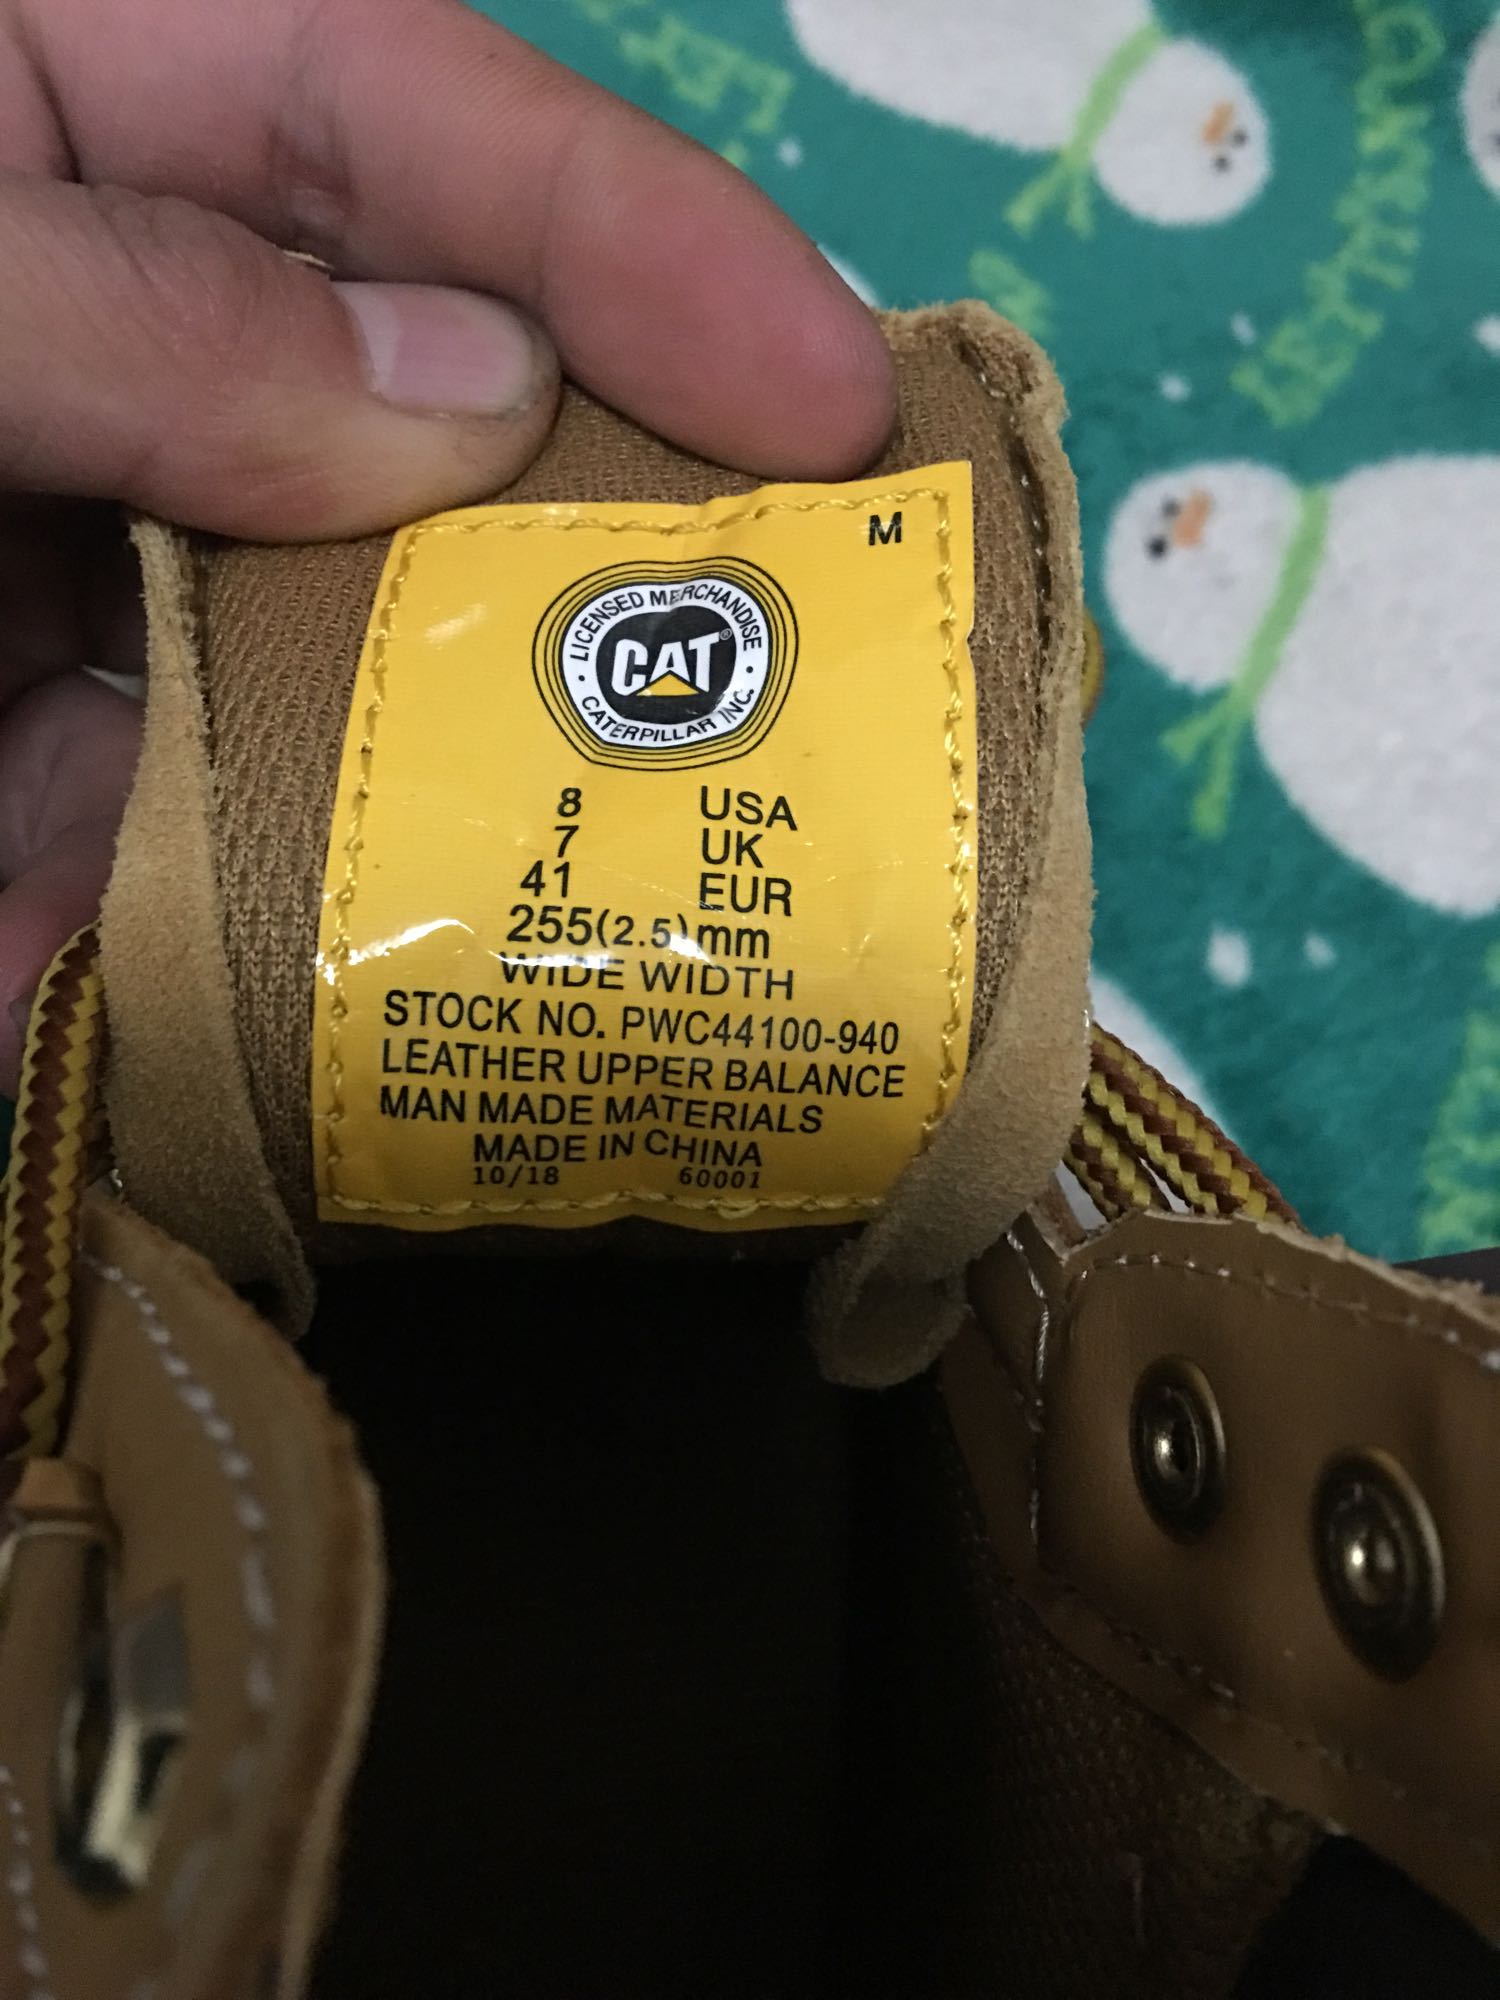 M
LICENSED MERCHANDISE
CAT®
CATERPILLAR INC.
8 USA
7 UK
41 EUR
255(2.5)mm
WIDE WIDTH
STOCK NO. PWC44100-940
LEATHER UPPER BALANCE
MAN MADE MATERIALS
MADE IN CHINA
10/18 60001